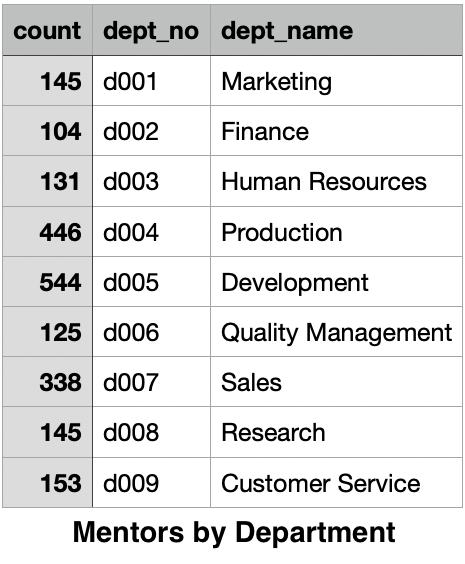 count dept_no dept_name
145 d001 Marketing
104 d002 Finance
131 d003 Human Resources
446 d004 Production
544 d005 Development
125 d006 Quality Management
338 d007 Sales
145 d008 Research
153 d009 Customer Service
Mentors by Department